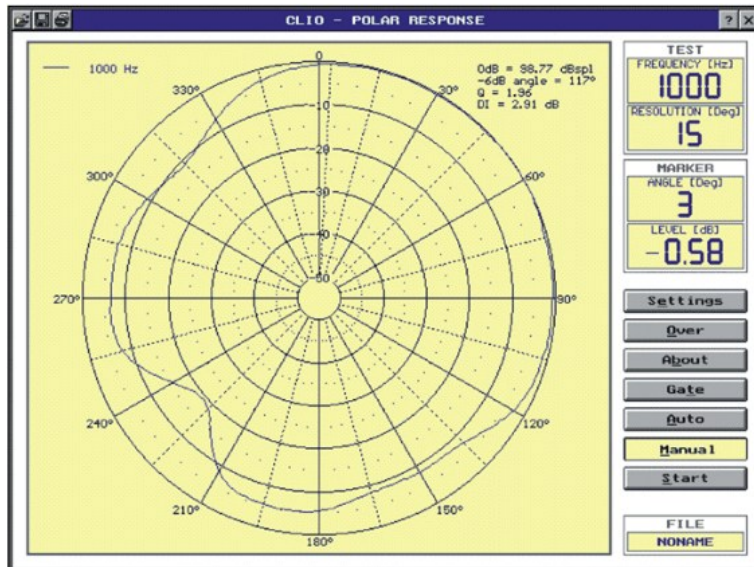 CLIO - POLAR RESPONSE
? X
1000 Hz
0dB = 98.77 dBspl
-6dB angle = 117°
Q = 1.96
DI = 2.91 dB
0
30°
60°
90°
120°
150°
180°
210°
240°
270°
300°
330°
-10
-20
-30
-40
-50
TEST
FREQUENCY [Hz]
1000
RESOLUTION [Deg]
15
MARKER
ANGLE [Deg]
3
LEVEL [dB]
-0.58
Settings
Over
About
Gate
Auto
Manual
Start
FILE
NONAME